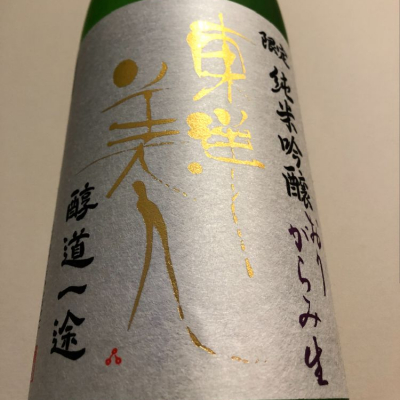 限定 純米吟醸 おりがらみ生
東洋
美人
醇道一途